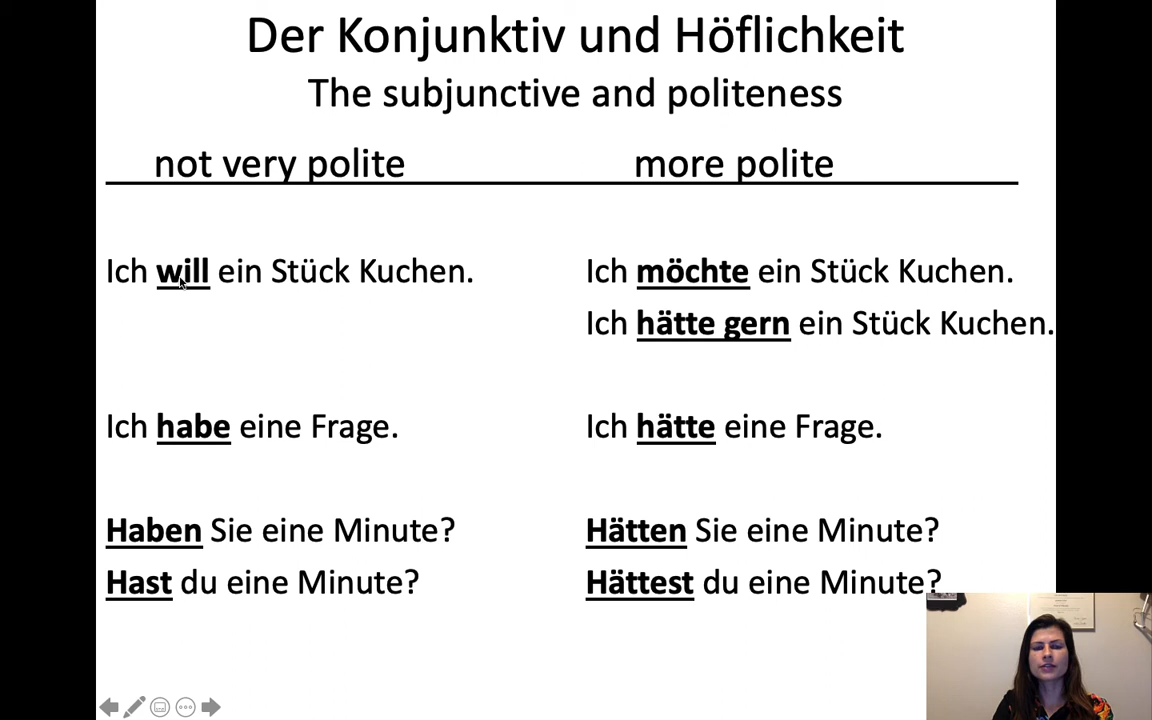 Der Konjunktiv und Höflichkeit
The subjunctive and politeness
not very polite
more polite
Ich will ein Stück Kuchen.
Ich möchte ein Stück Kuchen.
Ich hätte gern ein Stück Kuchen.
Ich habe eine Frage.
Ich hätte eine Frage.
Haben Sie eine Minute?
Hätten Sie eine Minute?
Hast du eine Minute?
Hättest du eine Minute?